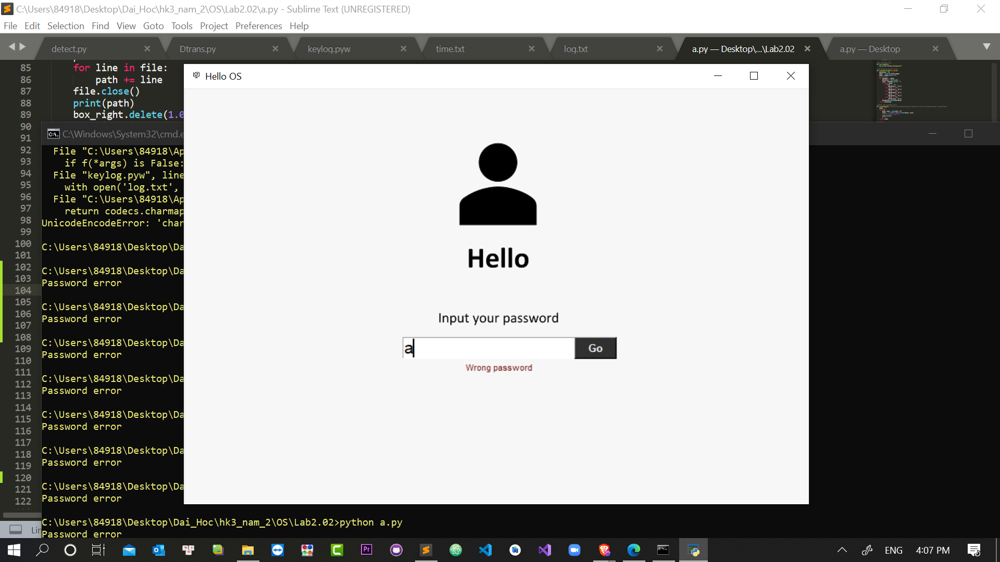 C:\Users\84918\Desktop\Dai_Hoc\hk3_nam_2\OS\Lab2.02\a.py - Sublime Text (UNREGISTERED)
File Edit Selection Find View Goto Tools Project Preferences Help
detect.py
Dtrans.py
keylog.pyw
time.txt
log.txt
a.py — Desktop\...\Lab2.02
a.py — Desktop
85 for line in file:
86 path += line
87 file.close()
88 print(path)
89 box_right.delete(1.0
90
91
92
93
94
95
96
97
98
99
100
101
102
103
104
105
106
107
108
109
110
111
112
113
114
115
116
117
118
119
120
121
122
C:\Windows\System32\cmd.e
File "C:\Users\84918\Ap
if f(*args) is False:
File "keylog.pyw", line
with open('log.txt',
File "C:\Users\84918\Ap
return codecs.charmap
UnicodeEncodeError: 'char
C:\Users\84918\Desktop\Da
C:\Users\84918\Desktop\Da
Password error
C:\Users\84918\Desktop\Da
Password error
C:\Users\84918\Desktop\Da
Password error
C:\Users\84918\Desktop\Da
Password error
C:\Users\84918\Desktop\Da
Password error
C:\Users\84918\Desktop\Da
Password error
C:\Users\84918\Desktop\Da
Password error
C:\Users\84918\Desktop\Dai_Hoc\hk3_nam_2\OS\Lab2.02>python a.py
Password error
Hello OS
Hello
Input your password
a
Go
Wrong password
ENG
4:07 PM